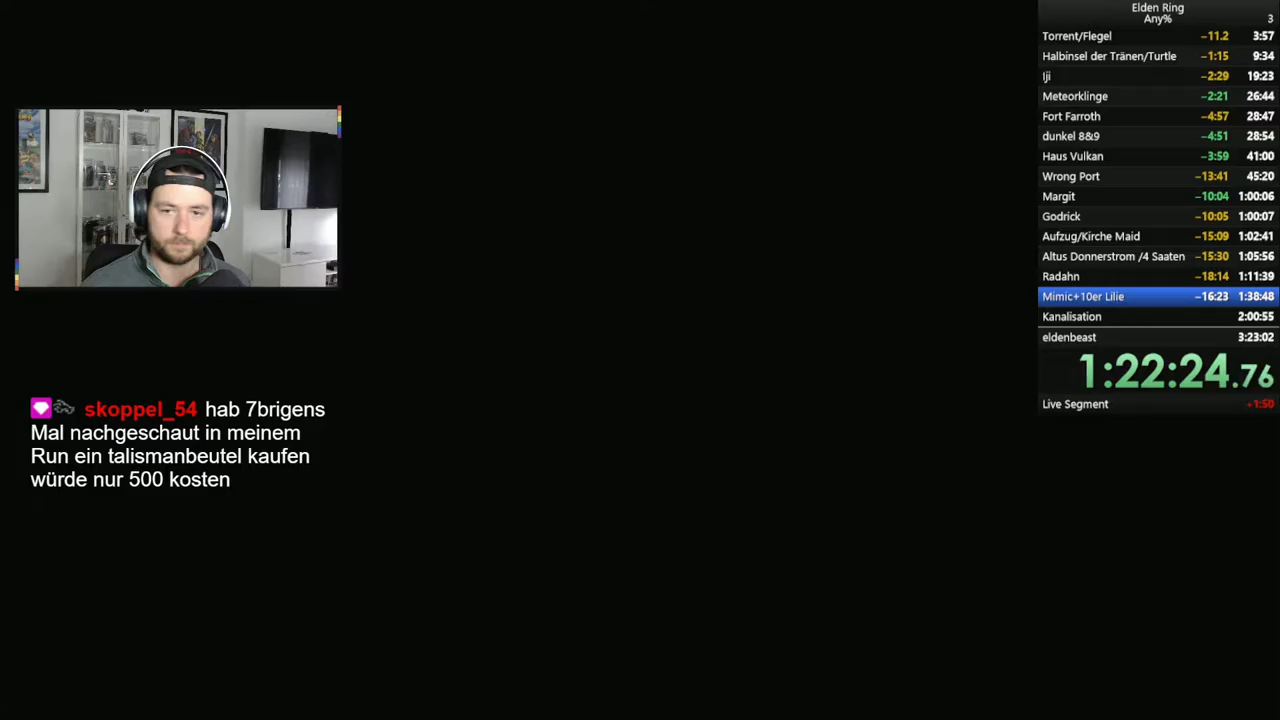 Elden Ring
Any% 3
Torrent/Flegel −11.2 3:57
Halbinsel der Tränen/Turtle −1:15 9:34
Iji −2:29 19:23
Meteorklinge −2:21 26:44
Fort Farroth −4:57 28:47
dunkel 8&9 −4:51 28:54
Haus Vulkan −3:59 41:00
Wrong Port −13:41 45:20
Margit −10:04 1:00:06
Godrick −10:05 1:00:07
Aufzug/Kirche Maid −15:09 1:02:41
Altus Donnerstrom /4 Saaten −15:30 1:05:56
Radahn −18:14 1:11:39
Mimic+10er Lilie −16:23 1:38:48
Kanalisation 2:00:55
eldenbeast 3:23:02
1:22:24.76
Live Segment +1:50
skoppel_54 hab 7brigens
Mal nachgeschaut in meinem
Run ein talismanbeutel kaufen
würde nur 500 kosten